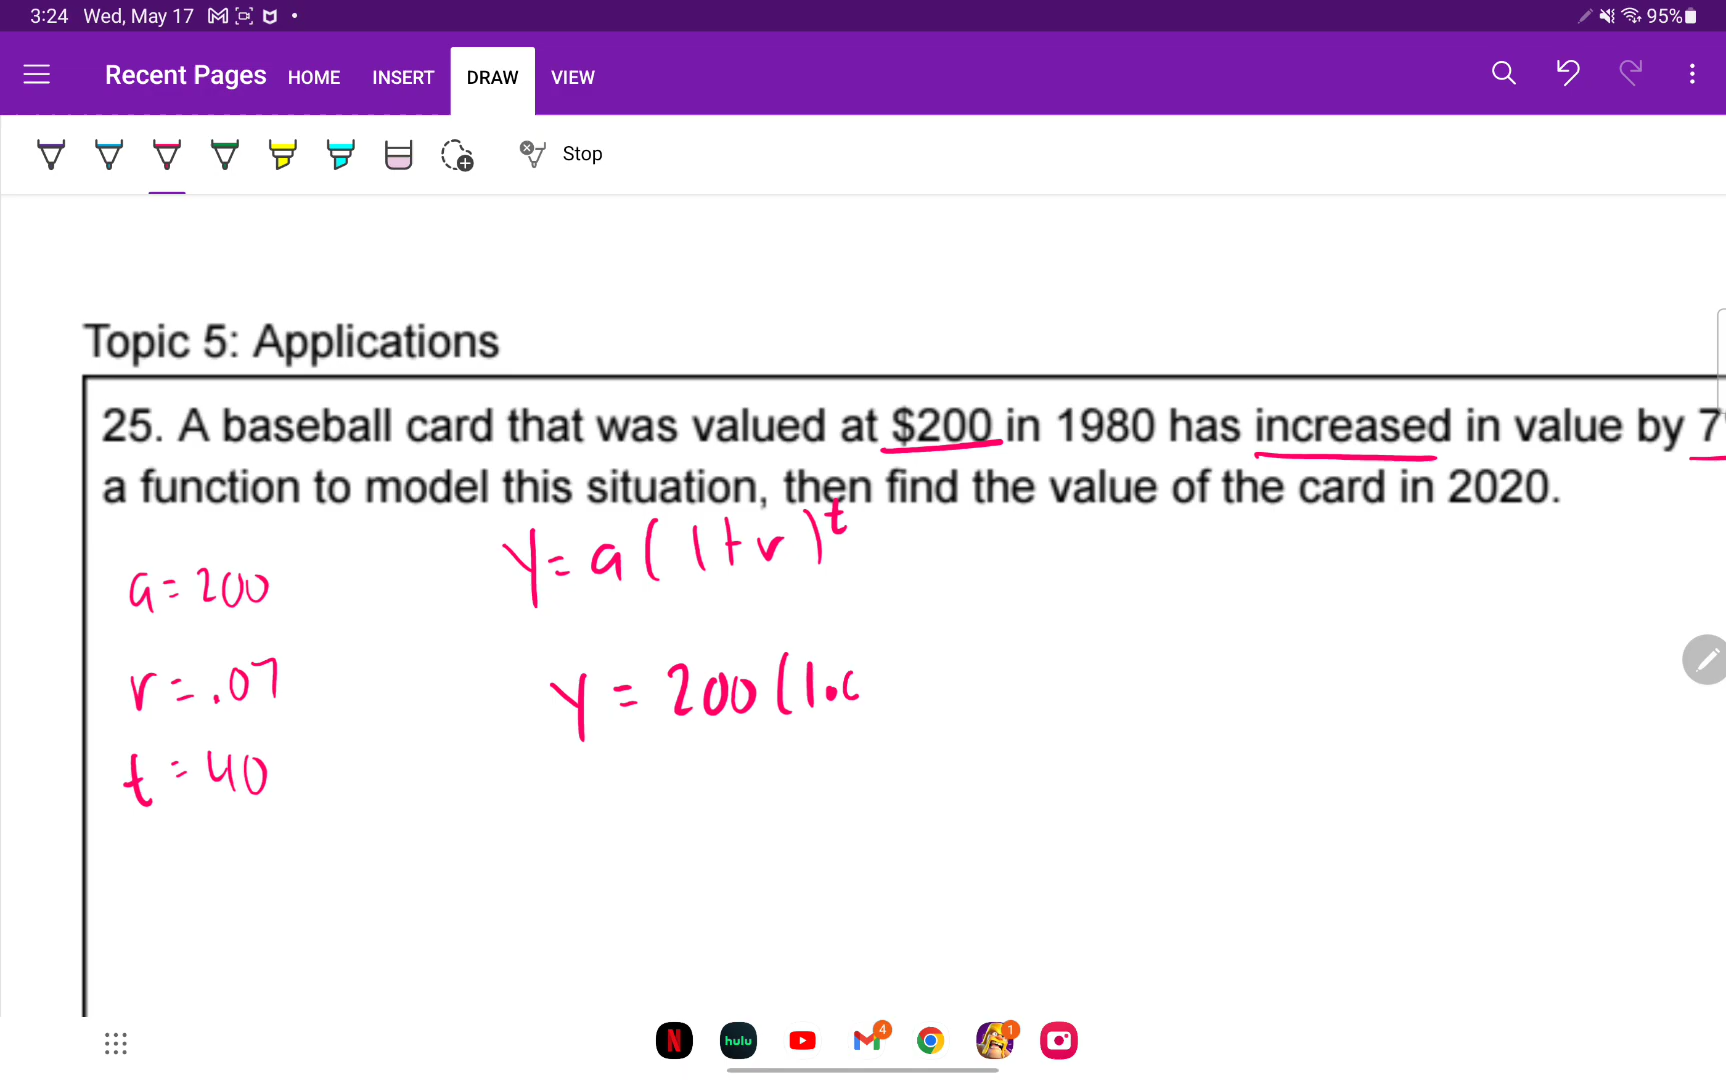 3:24 Wed, May 17 95%
Recent Pages HOME INSERT DRAW VIEW
Stop
Topic 5: Applications
25. A baseball card that was valued at $200 in 1980 has increased in value by 7
a function to model this situation, then find the value of the card in 2020.
y = a(1+r)^t
a = 200
r = .07
y = 200(1.0
t = 40
hulu
4
1